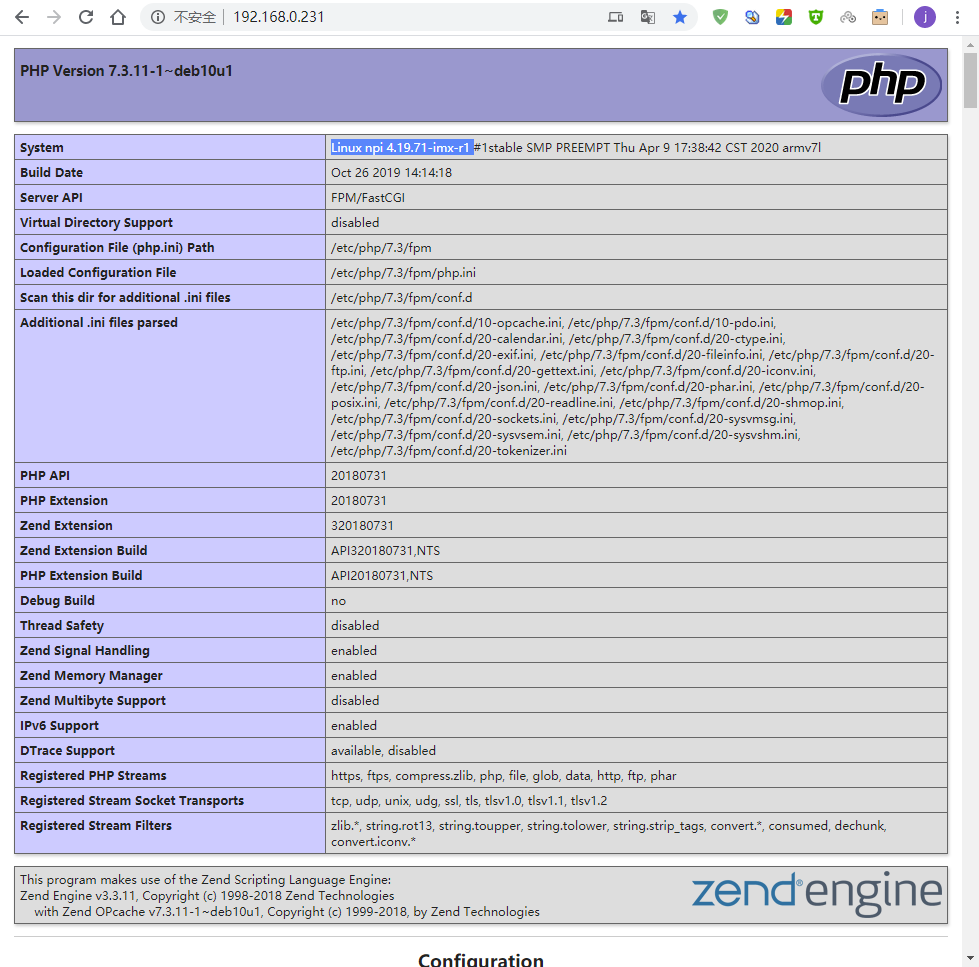 不安全 192.168.0.231
j
PHP Version 7.3.11-1~deb10u1
php
System Linux npi 4.19.71-imx-r1 #1stable SMP PREEMPT Thu Apr 9 17:38:42 CST 2020 armv7l
Build Date Oct 26 2019 14:14:18
Server API FPM/FastCGI
Virtual Directory Support disabled
Configuration File (php.ini) Path /etc/php/7.3/fpm
Loaded Configuration File /etc/php/7.3/fpm/php.ini
Scan this dir for additional .ini files /etc/php/7.3/fpm/conf.d
Additional .ini files parsed /etc/php/7.3/fpm/conf.d/10-opcache.ini, /etc/php/7.3/fpm/conf.d/10-pdo.ini,
/etc/php/7.3/fpm/conf.d/20-calendar.ini, /etc/php/7.3/fpm/conf.d/20-ctype.ini,
/etc/php/7.3/fpm/conf.d/20-exif.ini, /etc/php/7.3/fpm/conf.d/20-fileinfo.ini, /etc/php/7.3/fpm/conf.d/20-
ftp.ini, /etc/php/7.3/fpm/conf.d/20-gettext.ini, /etc/php/7.3/fpm/conf.d/20-iconv.ini,
/etc/php/7.3/fpm/conf.d/20-json.ini, /etc/php/7.3/fpm/conf.d/20-phar.ini, /etc/php/7.3/fpm/conf.d/20-
posix.ini, /etc/php/7.3/fpm/conf.d/20-readline.ini, /etc/php/7.3/fpm/conf.d/20-shmop.ini,
/etc/php/7.3/fpm/conf.d/20-sockets.ini, /etc/php/7.3/fpm/conf.d/20-sysvmsg.ini,
/etc/php/7.3/fpm/conf.d/20-sysvsem.ini, /etc/php/7.3/fpm/conf.d/20-sysvshm.ini,
/etc/php/7.3/fpm/conf.d/20-tokenizer.ini
PHP API 20180731
PHP Extension 20180731
Zend Extension 320180731
Zend Extension Build API320180731,NTS
PHP Extension Build API20180731,NTS
Debug Build no
Thread Safety disabled
Zend Signal Handling enabled
Zend Memory Manager enabled
Zend Multibyte Support disabled
IPv6 Support enabled
DTrace Support available, disabled
Registered PHP Streams https, ftps, compress.zlib, php, file, glob, data, http, ftp, phar
Registered Stream Socket Transports tcp, udp, unix, udg, ssl, tls, tlsv1.0, tlsv1.1, tlsv1.2
Registered Stream Filters zlib.*, string.rot13, string.toupper, string.tolower, string.strip_tags, convert.*, consumed, dechunk,
convert.iconv.*
This program makes use of the Zend Scripting Language Engine:
Zend Engine v3.3.11, Copyright (c) 1998-2018 Zend Technologies
with Zend OPcache v7.3.11-1~deb10u1, Copyright (c) 1999-2018, by Zend Technologies
zend® engine
Configuration